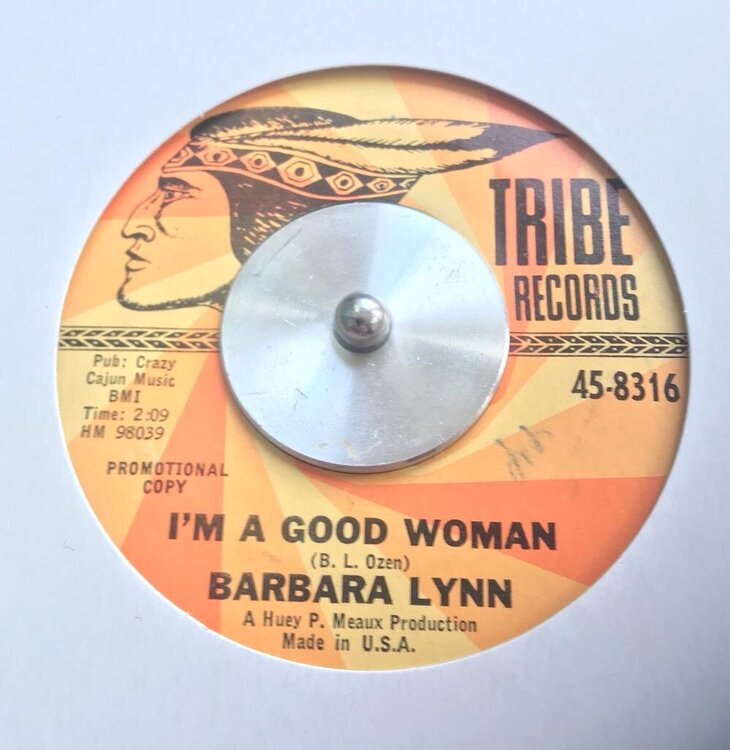 TRIBE
RECORDS
Pub: Crazy
Cajun Music
BMI
Time: 2:09
HM 98039
45-8316
PROMOTIONAL
COPY
I'M A GOOD WOMAN
(B. L. Ozen)
BARBARA LYNN
A Huey P. Meaux Production
Made in U.S.A.